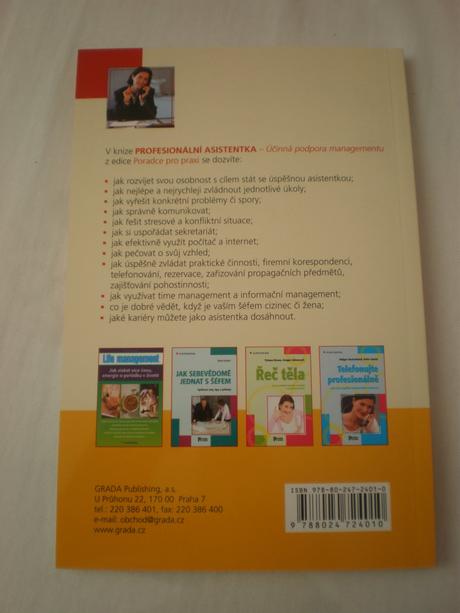 V knize PROFESIONÁLNÍ ASISTENTKA – Účinná podpora managementu
z edice Poradce pro praxi se dozvíte:
• jak rozvíjet svou osobnost s cílem stát se úspěšnou asistentkou;
• jak nejlépe a nejrychleji zvládnout jednotlivé úkoly;
• jak vyřešit konkrétní problémy či spory;
• jak správně komunikovat;
• jak řešit stresové a konfliktní situace;
• jak si uspořádat sekretariát;
• jak efektivně využít počítač a internet;
• jak pečovat o svůj vzhled;
• jak úspěšně zvládat praktické činnosti, firemní korespondenci,
telefonování, rezervace, zařizování propagačních předmětů,
zajišťování pohostinnosti;
• jak využívat time management a informační management;
• co je dobré vědět, když je vaším šéfem cizinec či žena;
• jaké kariéry můžete jako asistentka dosáhnout.
Life management
Jak získat více času,
energie a pořádku v životě
JAK SEBEVĚDOMĚ
JEDNAT S ŠÉFEM
Řeč těla
Telefonujte
profesionálně
GRADA Publishing, a.s.
U Průhonu 22, 170 00 Praha 7
tel.: 220 386 401, fax: 220 386 400
e-mail: obchod@grada.cz
www.grada.cz
ISBN 978-80-247-2401-0
9 788024 724010